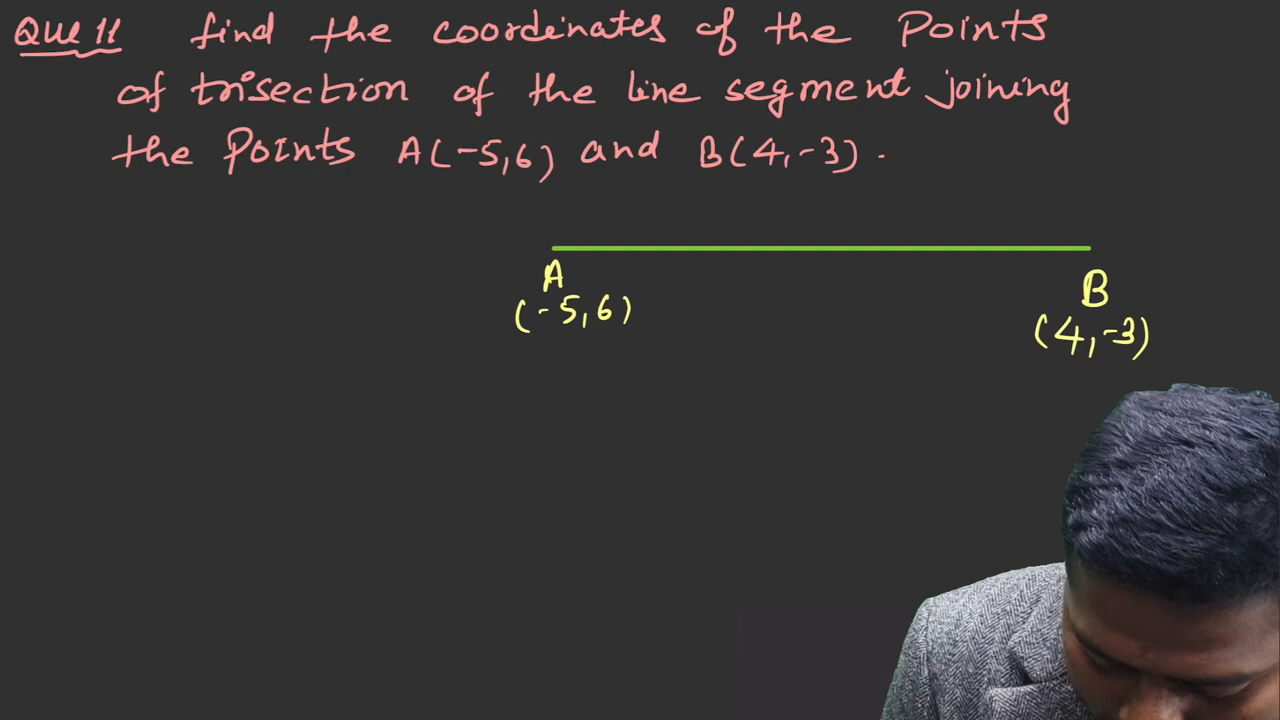 Que 11 find the coordinates of the Points
of trisection of the line segment joining
the Points A(-5,6) and B(4,-3).
A
(-5,6)
B
(4,-3)